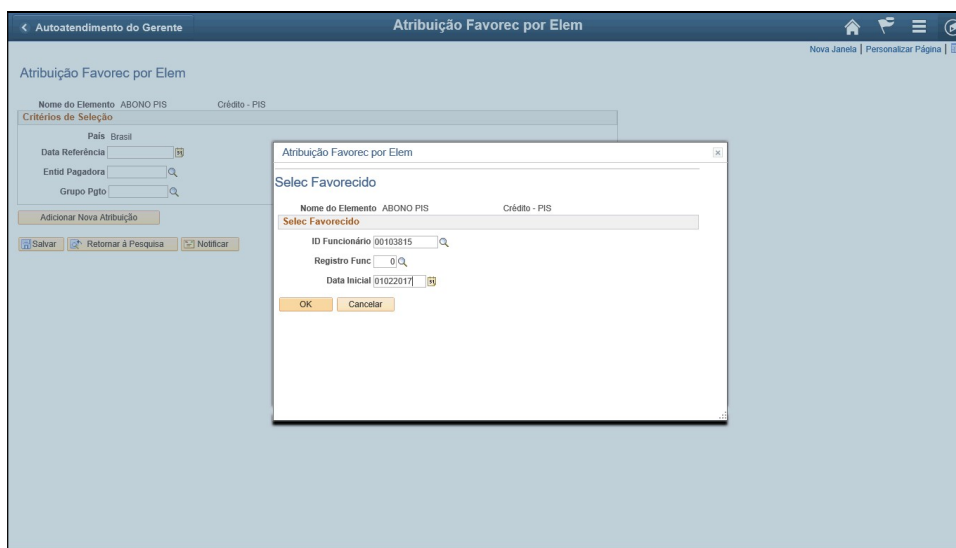 Autoatendimento do Gerente
Atribuição Favorec por Elem
Nova Janela | Personalizar Página |
Atribuição Favorec por Elem
Nome do Elemento ABONO PIS Crédito - PIS
Critérios de Seleção
País Brasil
Data Referência
Entid Pagadora
Grupo Pgto
Adicionar Nova Atribuição
Salvar Retornar à Pesquisa Notificar
Atribuição Favorec por Elem
Selec Favorecido
Nome do Elemento ABONO PIS Crédito - PIS
Selec Favorecido
ID Funcionário 00103815
Registro Func 0
Data Inicial 01022017
OK Cancelar